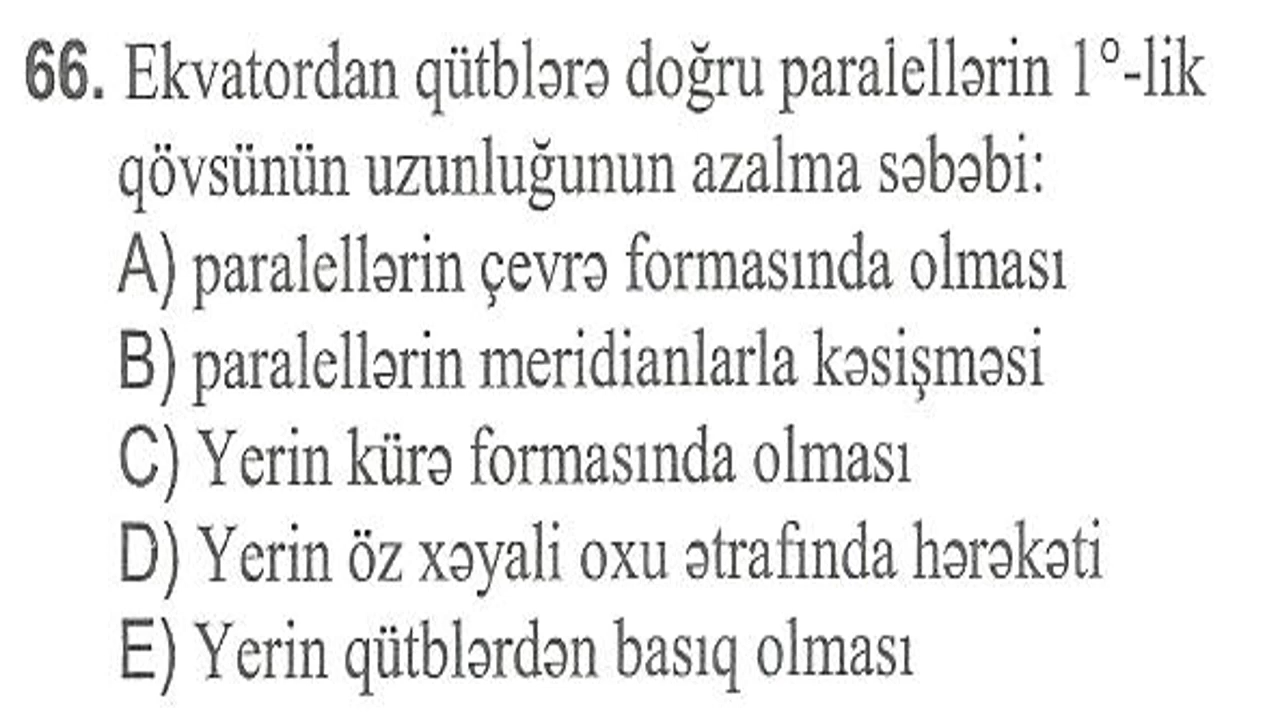 66. Ekvatordan qütblərə doğru paralellərin 1°-lik
qövsünün uzunluğunun azalma səbəbi:
A) paralellərin çevrə formasında olması
B) paralellərin meridianlarla kəsişməsi
C) Yerin kürə formasında olması
D) Yerin öz xəyali oxu ətrafında hərəkəti
E) Yerin qütblərdən basıq olması